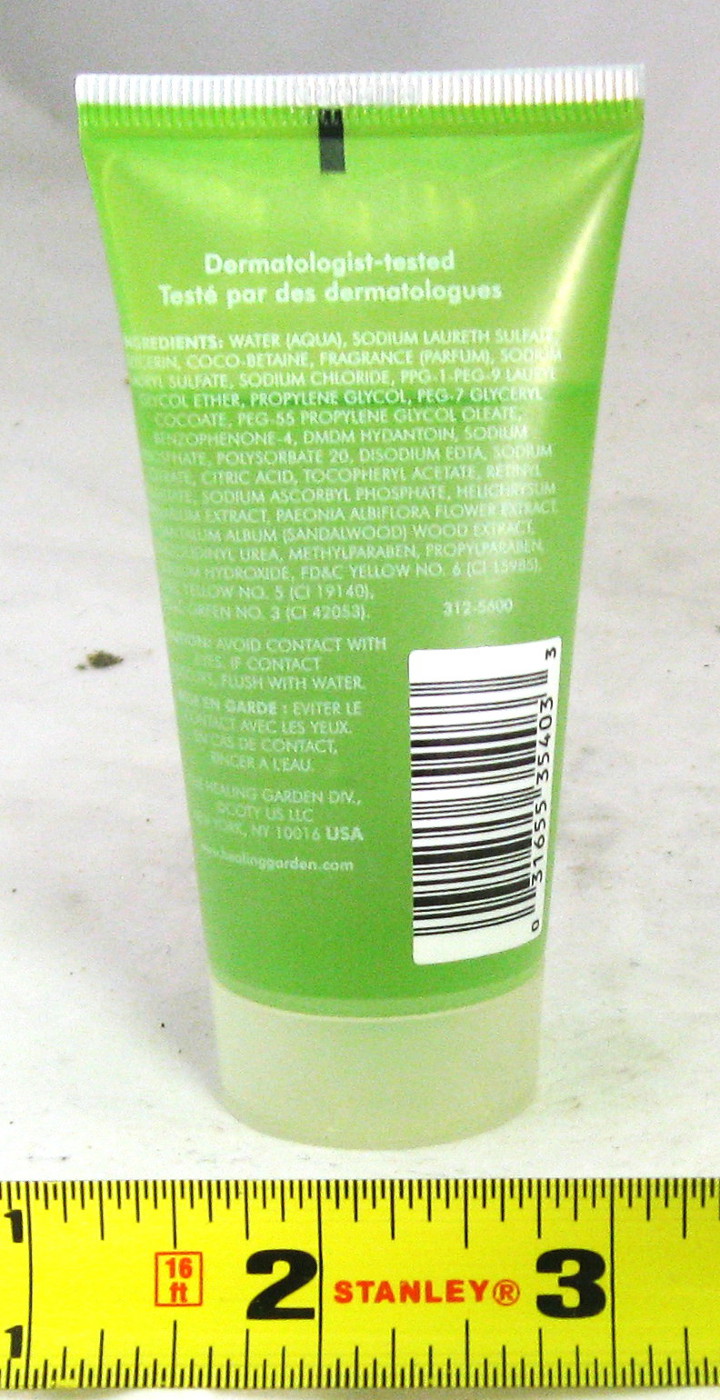 Dermatologist-tested
Testé par des dermatologues
WATER (AQUA), SODIUM LAURETH
COCO-BETAINE, FRAGRANCE (PARFUM),
SULFATE, SODIUM CHLORIDE, PPG-1-PEG-9
ETHER, PROPYLENE GLYCOL, PEG-7 GLYCERYL
COCOATE, PEG-55 PROPYLENE GLYCOL OLEATE,
BENZOPHENONE-4, DMDM HYDANTOIN, SODIUM
POLYSORBATE 20, DISODIUM EDTA, SODIUM
CITRIC ACID, TOCOPHERYL ACETATE, RETINYL
SODIUM ASCORBYL PHOSPHATE, HELICHRYSUM
EXTRACT, PAEONIA ALBIFLORA FLOWER EXTRACT,
ALBUM (SANDALWOOD) WOOD EXTRACT,
UREA, METHYLPARABEN, PROPYLPARABEN,
HYDROXIDE, FD&C YELLOW NO. 6 (CI 15985),
YELLOW NO. 5 (CI 19140),
GREEN NO. 3 (CI 42053). 312-5600
AVOID CONTACT WITH
EYES. IF CONTACT
FLUSH WITH WATER.
EN GARDE : EVITER LE
CONTACT AVEC LES YEUX.
EN CAS DE CONTACT,
RINCER A L'EAU.
HEALING GARDEN DIV.,
©COTY US LLC
NEW YORK, NY 10016 USA
www.healinggarden.com
0 31655 35403 3
1
16 ft
2
STANLEY®
3
1